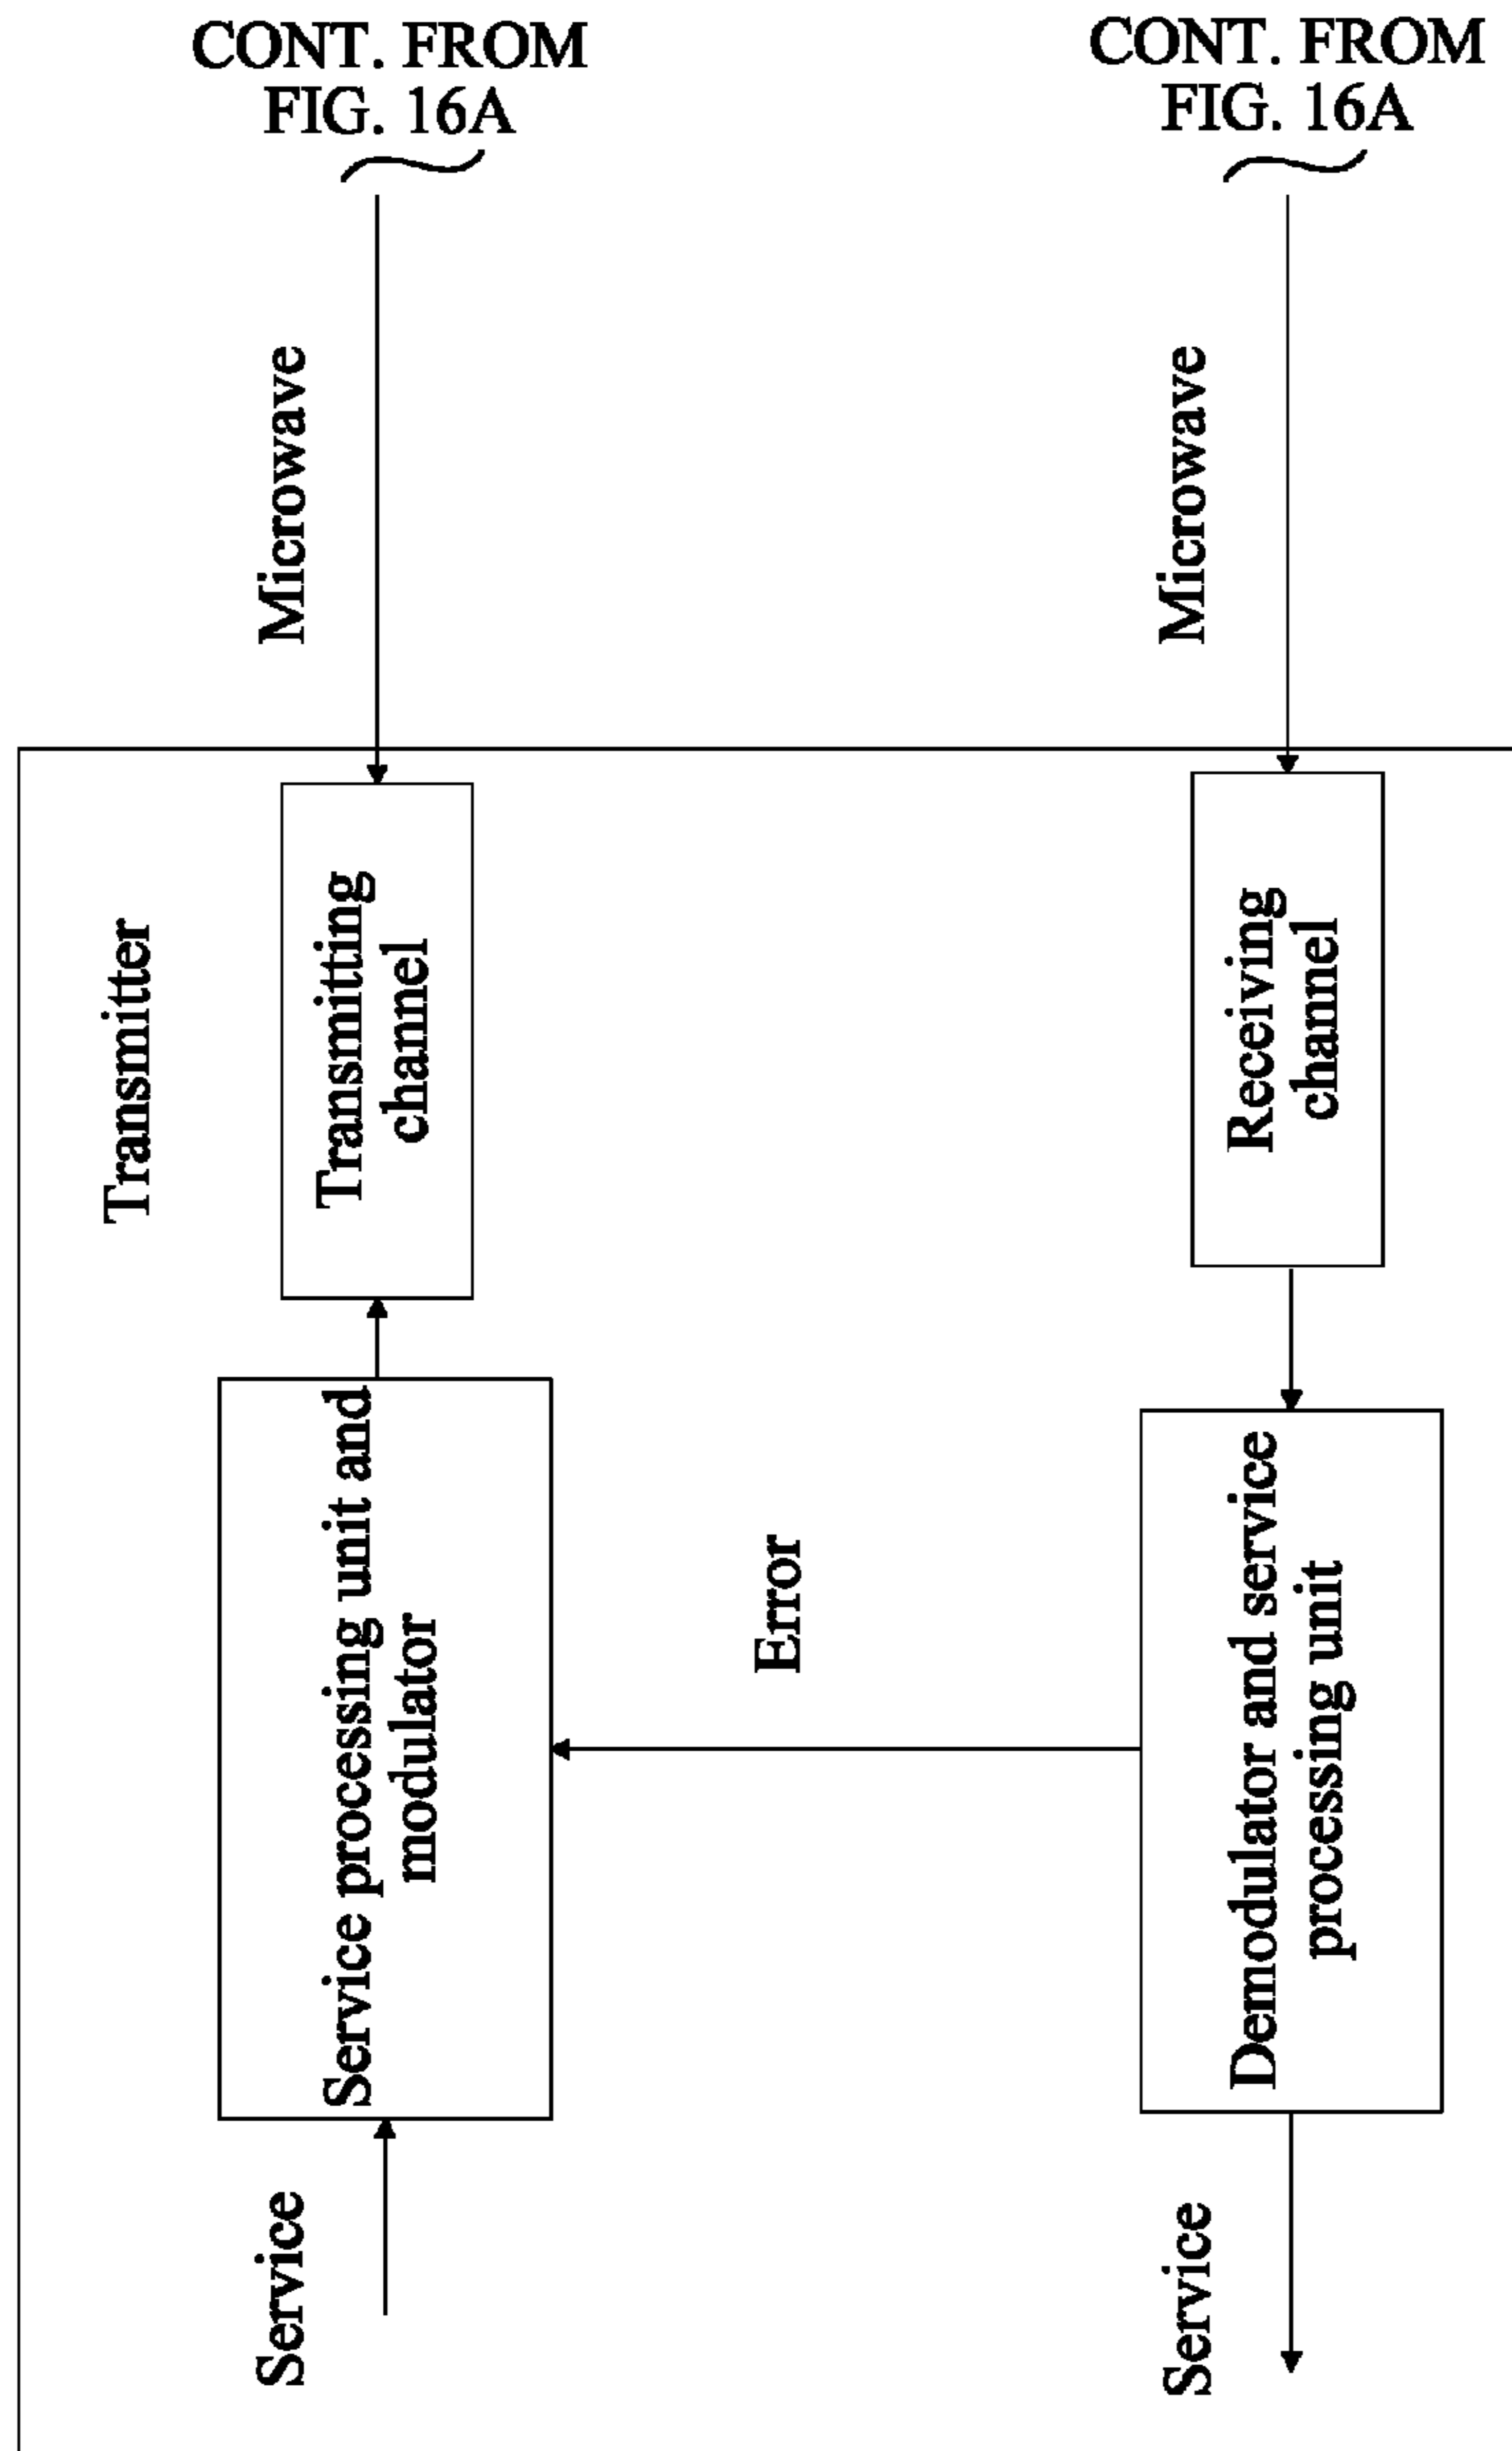 CONT. FROM
FIG. 16A
CONT. FROM
FIG. 16A
Microwave
Microwave
Transmitter
Transmitting
channel
Receiving
channel
Service processing unit and
modulator
Error
Demodulator and service
processing unit
Service
Service